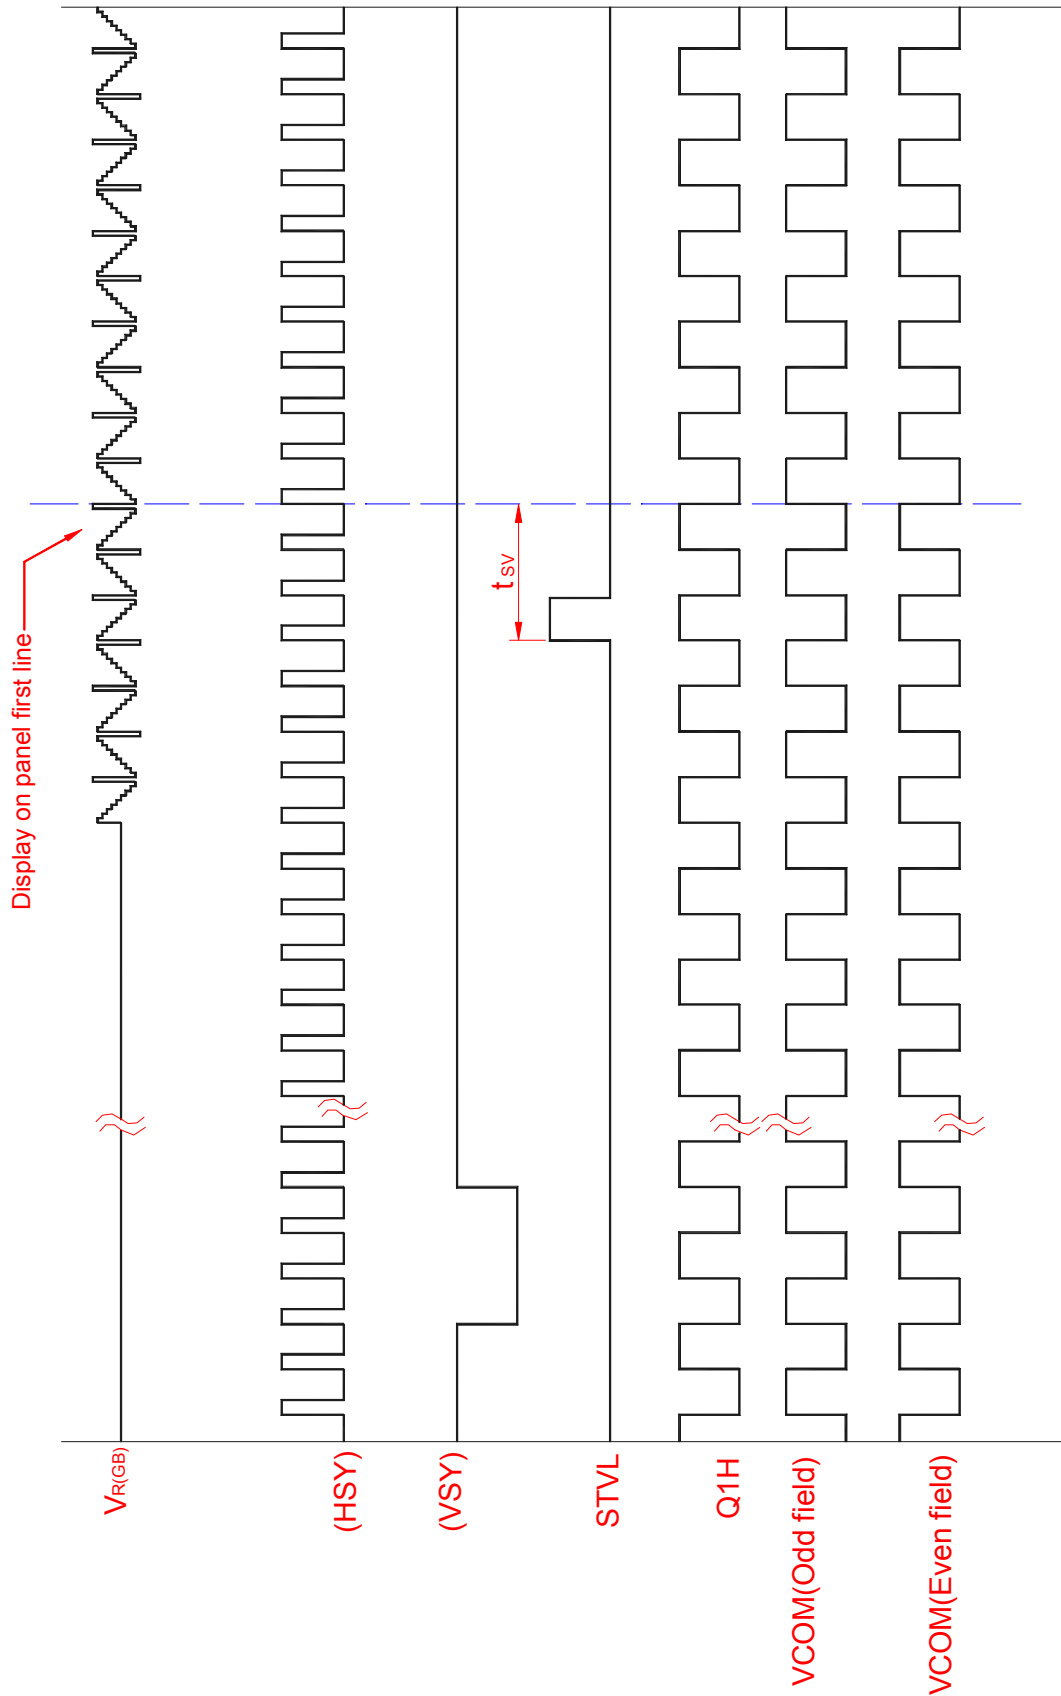 Display on panel first line
tsv
VR(GB)
(HSY)
(VSY)
STVL
Q1H
VCOM(Odd field)
VCOM(Even field)